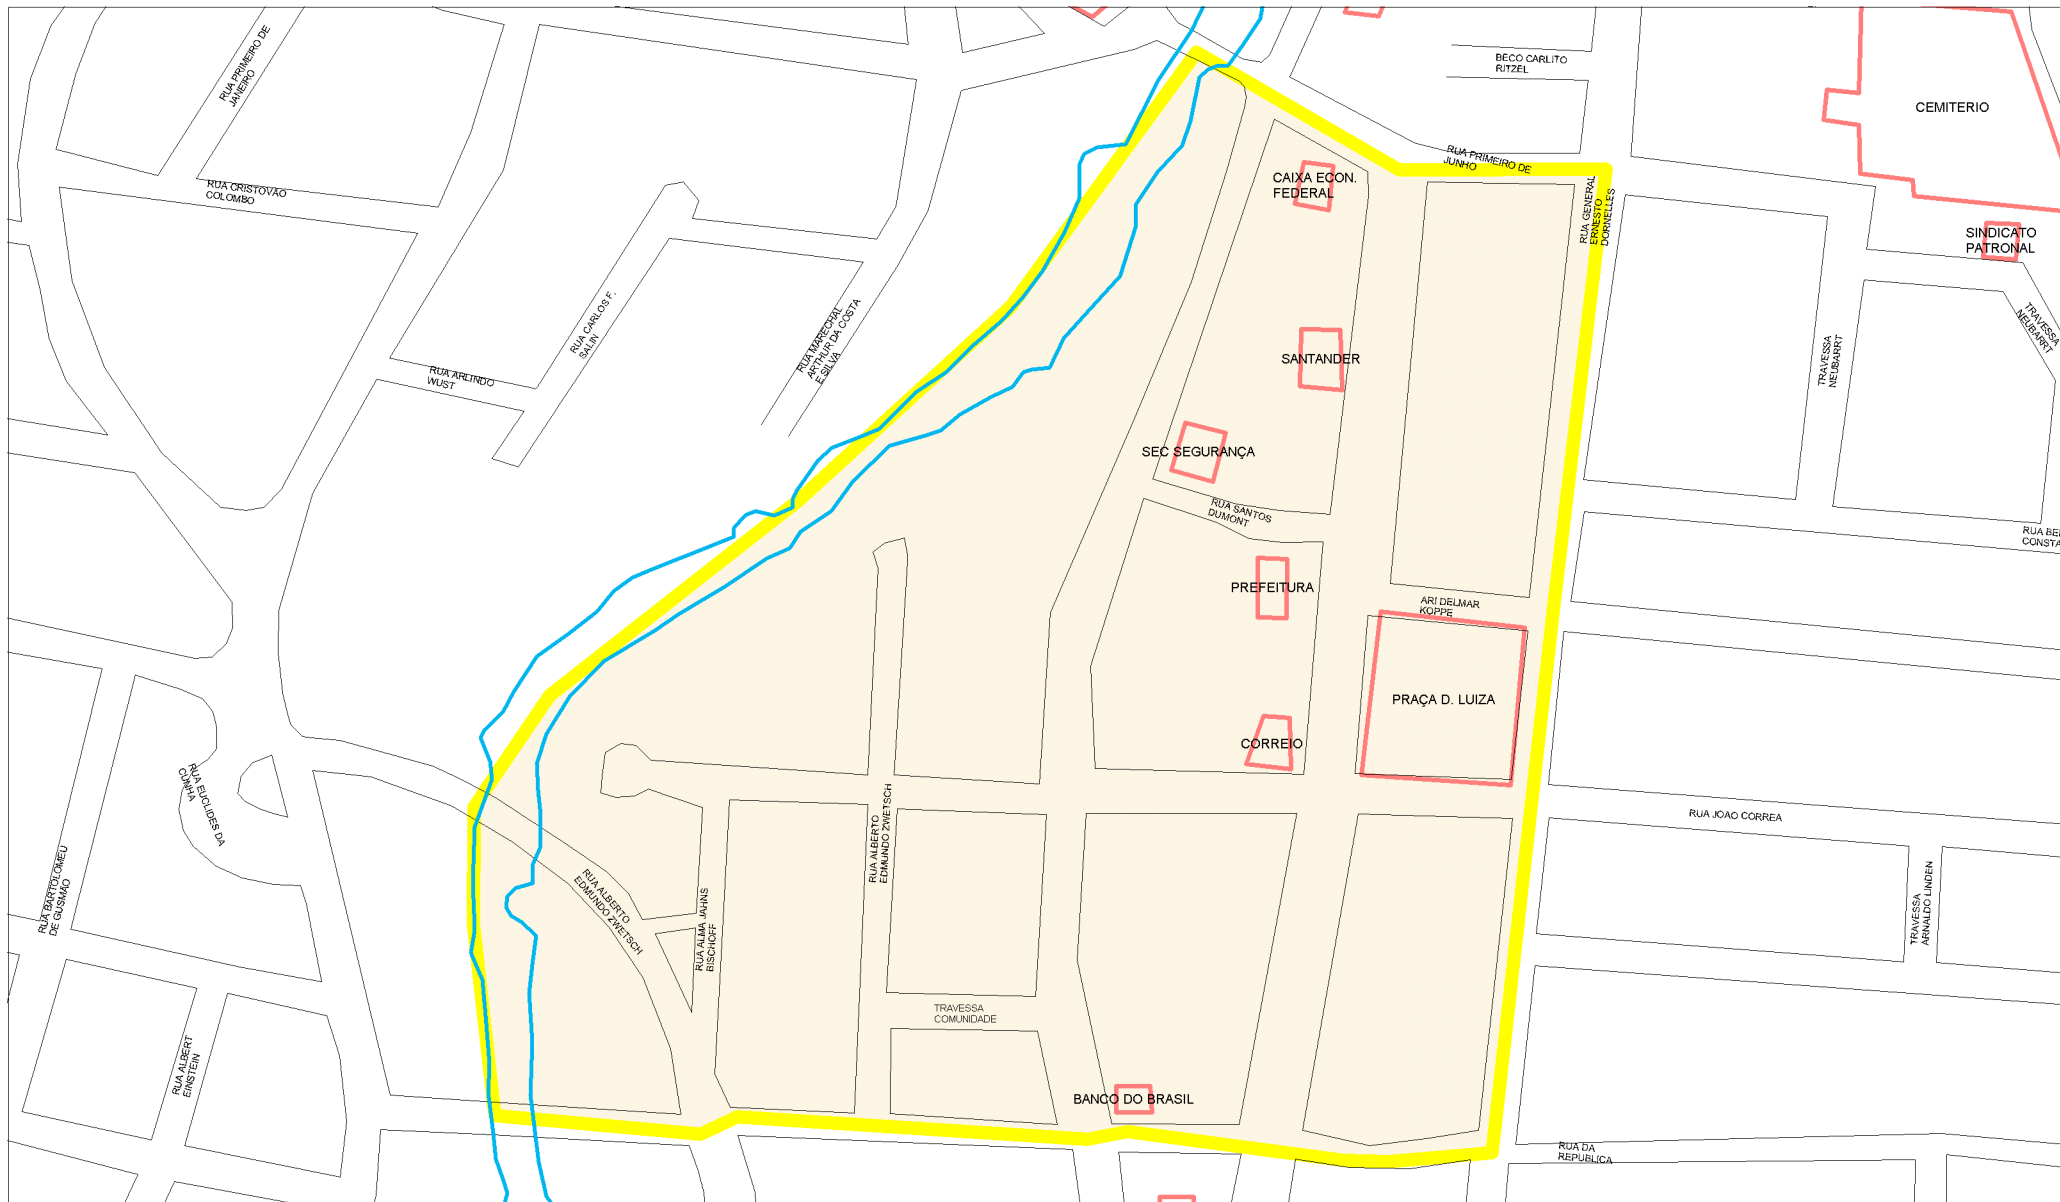 RUA PRIMEIRO DE
JANEIRO
BECO CARLITO
RITZEL
CEMITERIO
RUA PRIMEIRO DE
JUNHO
CAIXA ECON.
FEDERAL
RUA CRISTOVAO
COLOMBO
RUA GENERAL
ERNESTO
DORNELLES
SINDICATO
PATRONAL
RUA CARLOS F.
SALIN
RUA MARECHAL
ARTHUR DA COSTA
E SILVA
TRAVESSA
NEUBARRT
TRAVESSA
NEUBARRT
SANTANDER
RUA ARLINDO
WUST
SEC SEGURANÇA
RUA SANTOS
DUMONT
RUA BE
CONSTA
PREFEITURA
ARI DELMAR
KOPPE
PRAÇA D. LUIZA
CORREIO
RUA EUCLIDES DA
CUNHA
RUA ALBERTO
EDMUNDO ZWETSCH
RUA JOAO CORREA
RUA BARTOLOMEU
DE GUSMAO
RUA ALBERTO
EDMUNDO ZWETSCH
RUA ALMA JAHNS
BISCHOFF
TRAVESSA
ARNALDO LINDEN
TRAVESSA
COMUNIDADE
RUA ALBERT
EINSTEIN
BANCO DO BRASIL
RUA DA
REPUBLICA